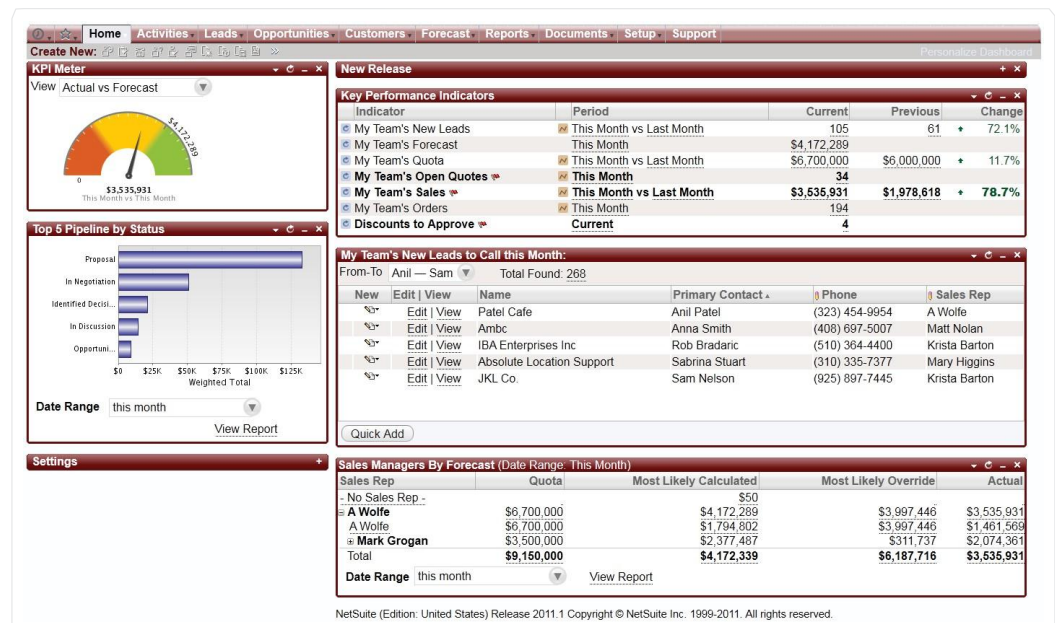 Home Activities Leads Opportunities Customers Forecast Reports Documents Setup Support
Create New:
Personalize Dashboard
KPI Meter
View Actual vs Forecast
$4,172,289
0
$3,535,931
This Month vs This Month
Top 5 Pipeline by Status
Proposal
In Negotiation
Identified Decisi...
In Discussion
Opportuni...
$0 $25K $50K $75K $100K $125K
Weighted Total
Date Range this month
View Report
Settings
New Release
Key Performance Indicators
Indicator Period Current Previous Change
My Team's New Leads This Month vs Last Month 105 61 72.1%
My Team's Forecast This Month $4,172,289
My Team's Quota This Month vs Last Month $6,700,000 $6,000,000 11.7%
My Team's Open Quotes This Month 34
My Team's Sales This Month vs Last Month $3,535,931 $1,978,618 78.7%
My Team's Orders This Month 194
Discounts to Approve Current 4
My Team's New Leads to Call this Month:
From-To Anil — Sam Total Found: 268
New Edit | View Name Primary Contact Phone Sales Rep
Edit | View Patel Cafe Anil Patel (323) 454-9954 A Wolfe
Edit | View Ambc Anna Smith (408) 697-5007 Matt Nolan
Edit | View IBA Enterprises Inc Rob Bradaric (510) 364-4400 Krista Barton
Edit | View Absolute Location Support Sabrina Stuart (310) 335-7377 Mary Higgins
Edit | View JKL Co. Sam Nelson (925) 897-7445 Krista Barton
Quick Add
Sales Managers By Forecast (Date Range: This Month)
Sales Rep Quota Most Likely Calculated Most Likely Override Actual
- No Sales Rep - $50
A Wolfe $6,700,000 $4,172,289 $3,997,446 $3,535,931
A Wolfe $6,700,000 $1,794,802 $3,997,446 $1,461,569
Mark Grogan $3,500,000 $2,377,487 $311,737 $2,074,361
Total $9,150,000 $4,172,339 $6,187,716 $3,535,931
Date Range this month View Report
NetSuite (Edition: United States) Release 2011.1 Copyright © NetSuite Inc. 1999-2011. All rights reserved.